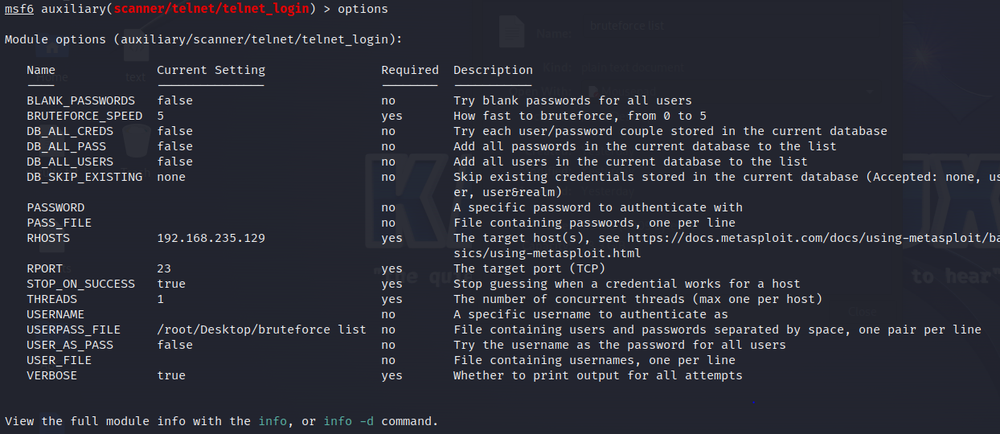 msf6 auxiliary(scanner/telnet/telnet_login) > options
Module options (auxiliary/scanner/telnet/telnet_login):
Name Current Setting Required Description
BLANK_PASSWORDS false no Try blank passwords for all users
BRUTEFORCE_SPEED 5 yes How fast to bruteforce, from 0 to 5
DB_ALL_CREDS false no Try each user/password couple stored in the current database
DB_ALL_PASS false no Add all passwords in the current database to the list
DB_ALL_USERS false no Add all users in the current database to the list
DB_SKIP_EXISTING none no Skip existing credentials stored in the current database (Accepted: none, us
er, user&realm)
PASSWORD no A specific password to authenticate with
PASS_FILE no File containing passwords, one per line
RHOSTS 192.168.235.129 yes The target host(s), see https://docs.metasploit.com/docs/using-metasploit/ba
sics/using-metasploit.html
RPORT 23 yes The target port (TCP)
STOP_ON_SUCCESS true yes Stop guessing when a credential works for a host
THREADS 1 yes The number of concurrent threads (max one per host)
USERNAME no A specific username to authenticate as
USERPASS_FILE /root/Desktop/bruteforce list no File containing users and passwords separated by space, one pair per line
USER_AS_PASS false no Try the username as the password for all users
USER_FILE no File containing usernames, one per line
VERBOSE true yes Whether to print output for all attempts
View the full module info with the info, or info -d command.
bruteforce list
Name:
text
to hear"
Close